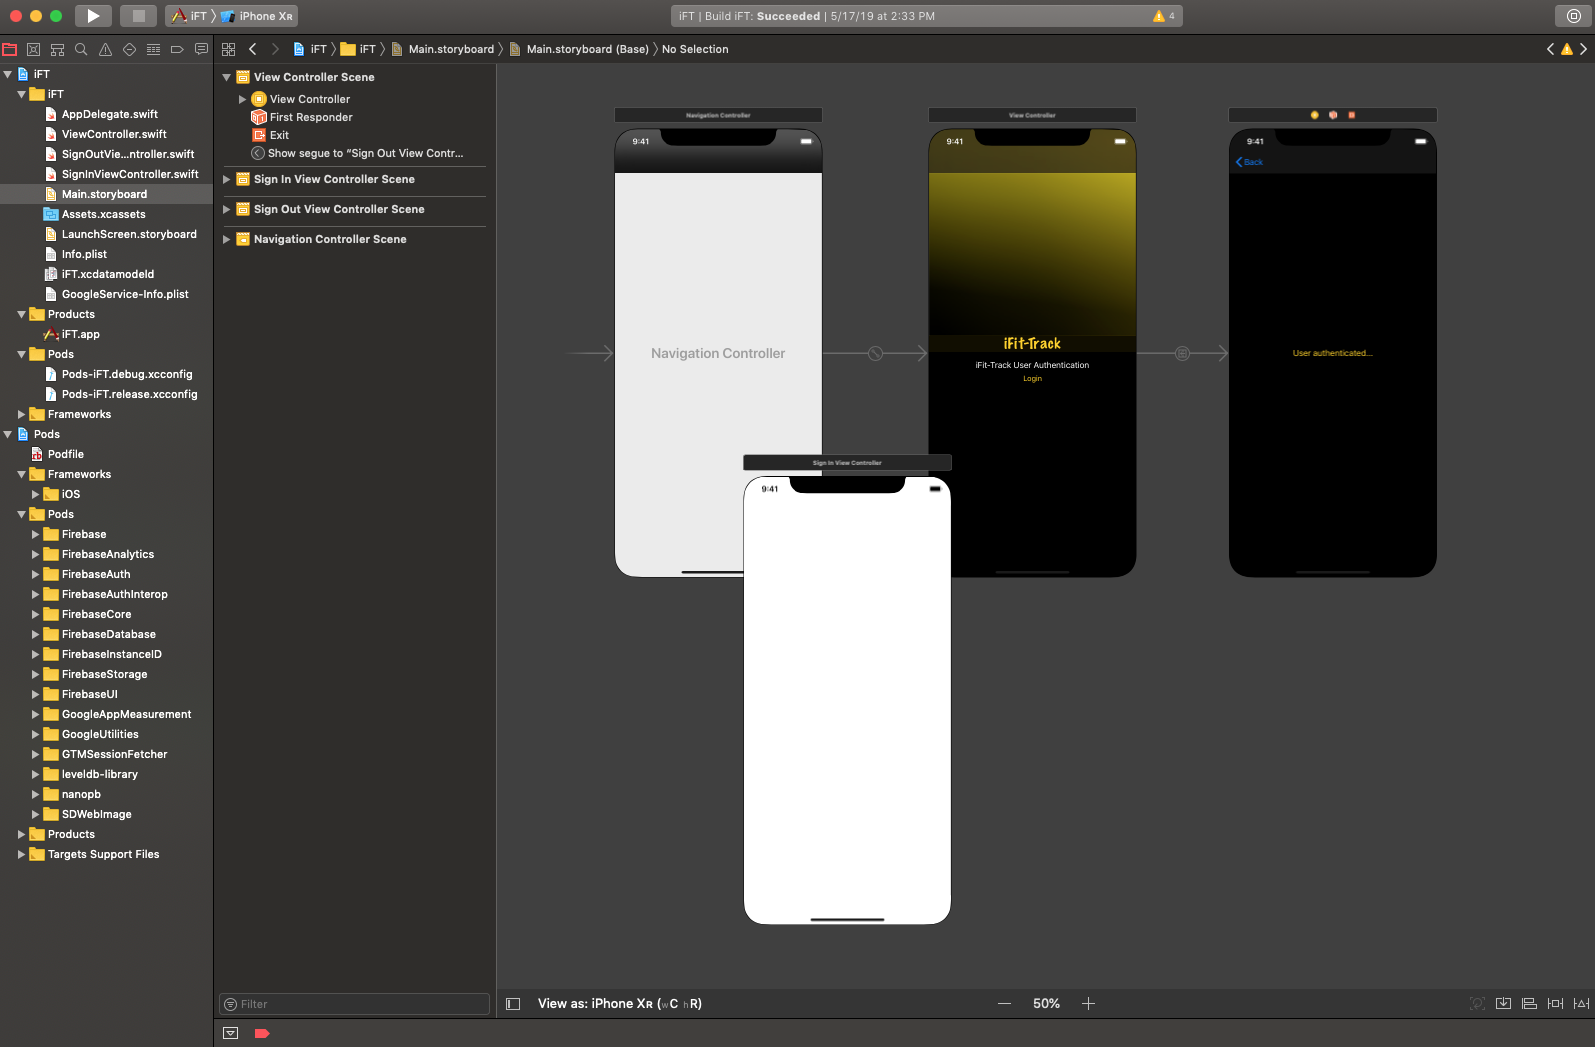 iFT
iPhone XR
iFT | Build iFT: Succeeded | 5/17/19 at 2:33 PM
4
iFT
iFT
Main.storyboard
Main.storyboard (Base)
No Selection
iFT
iFT
AppDelegate.swift
ViewController.swift
SignOutVie...ntroller.swift
SignInViewController.swift
Main.storyboard
Assets.xcassets
LaunchScreen.storyboard
Info.plist
iFT.xcdatamodeld
GoogleService-Info.plist
Products
iFT.app
Pods
Pods-iFT.debug.xcconfig
Pods-iFT.release.xcconfig
Frameworks
Pods
Podfile
Frameworks
iOS
Pods
Firebase
FirebaseAnalytics
FirebaseAuth
FirebaseAuthInterop
FirebaseCore
FirebaseDatabase
FirebaseInstanceID
FirebaseStorage
FirebaseUI
GoogleAppMeasurement
GoogleUtilities
GTMSessionFetcher
leveldb-library
nanopb
SDWebImage
Products
Targets Support Files
View Controller Scene
View Controller
First Responder
Exit
Show segue to “Sign Out View Contr...
Sign In View Controller Scene
Sign Out View Controller Scene
Navigation Controller Scene
Filter
Navigation Controller
9:41
Navigation Controller
View Controller
9:41
iFit-Track
iFit-Track User Authentication
Login
9:41
Back
User authenticated...
Sign In View Controller
9:41
View as: iPhone XR (wC hR)
50%